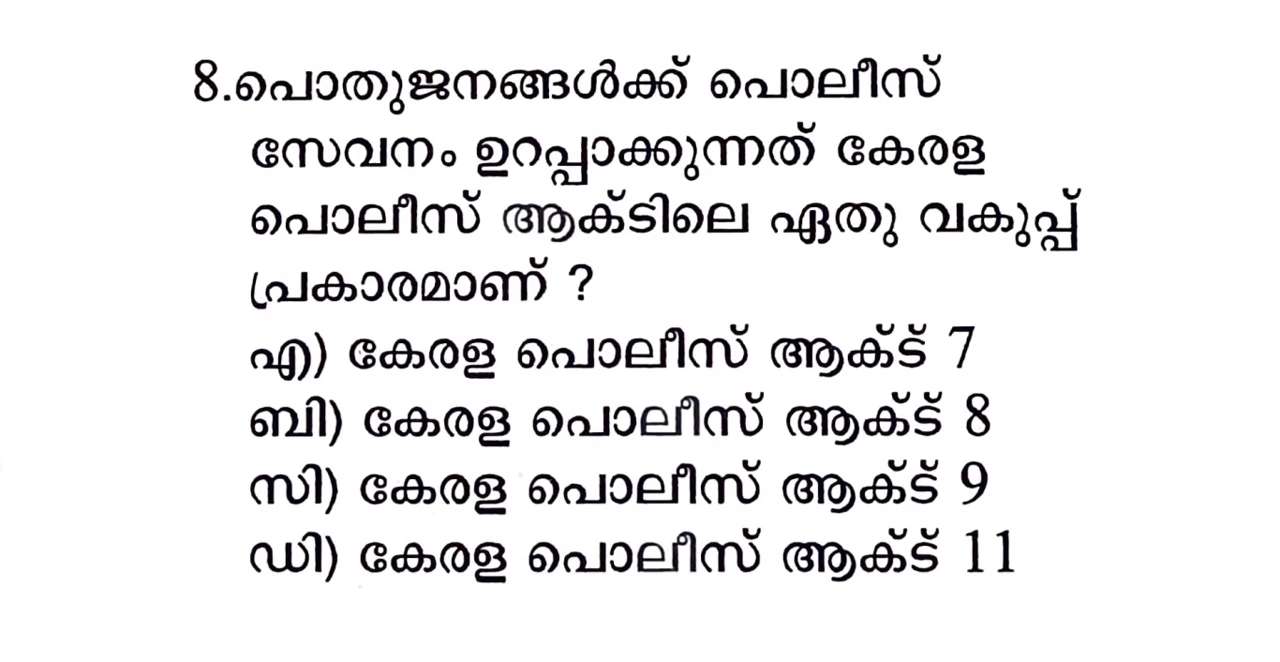 8.പൊതുജനങ്ങൾക്ക് പൊലീസ്
സേവനം ഉറപ്പാക്കുന്നത് കേരള
പൊലീസ് ആക്ടിലെ ഏതു വകുപ്പ്
പ്രകാരമാണ് ?
എ) കേരള പൊലീസ് ആക്ട് 7
ബി) കേരള പൊലീസ് ആക്ട് 8
സി) കേരള പൊലീസ് ആക്ട് 9
ഡി) കേരള പൊലീസ് ആക്ട് 11